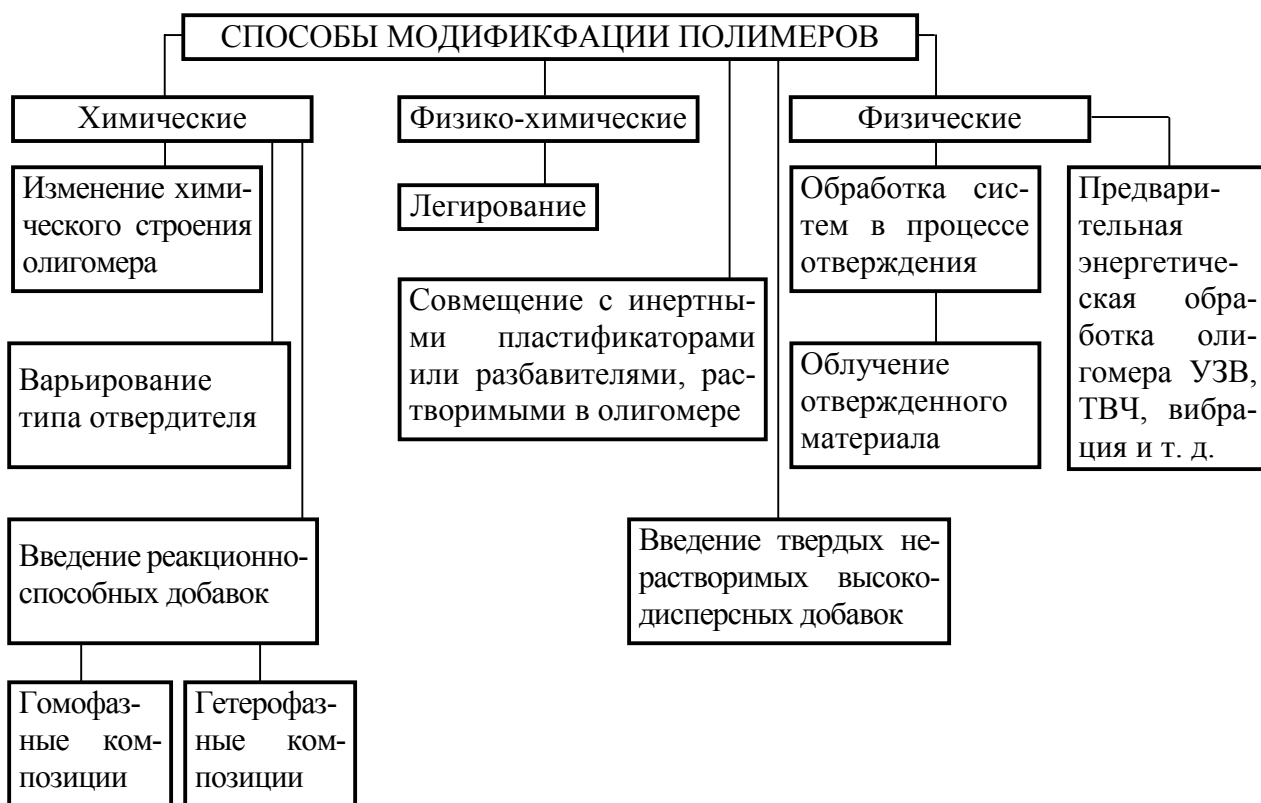 СПОСОБЫ МОДИФИКФАЦИИ ПОЛИМЕРОВ
Химические
Физико-химические
Физические
Изменение хими-
ческого строения
олигомера
Легирование
Обработка сис-
тем в процессе
отверждения
Предвари-
тельная
энергетиче-
ская обра-
ботка оли-
гомера УЗВ,
ТВЧ, вибра-
ция и т. д.
Варьирование
типа отвердителя
Совмещение с инертны-
ми пластификаторами
или разбавителями, рас-
творимыми в олигомере
Облучение
отвержденного
материала
Введение реакционно-
способных добавок
Введение твердых не-
растворимых высоко-
дисперсных добавок
Гомофаз-
ные ком-
позиции
Гетерофаз-
ные ком-
позиции